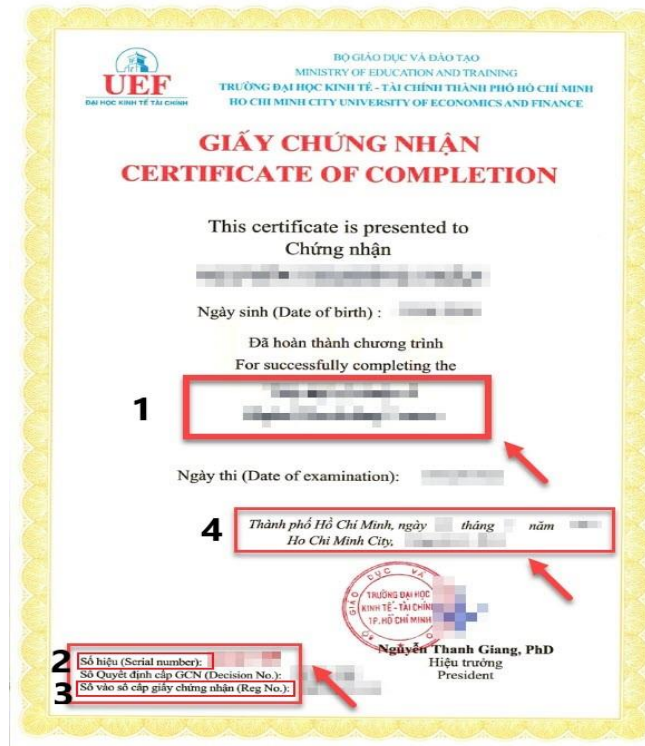 UEF
ĐẠI HỌC KINH TẾ TÀI CHÍNH
BỘ GIÁO DỤC VÀ ĐÀO TẠO
MINISTRY OF EDUCATION AND TRAINING
TRƯỜNG ĐẠI HỌC KINH TẾ - TÀI CHÍNH THÀNH PHỐ HỒ CHÍ MINH
HO CHI MINH CITY UNIVERSITY OF ECONOMICS AND FINANCE
GIẤY CHỨNG NHẬN
CERTIFICATE OF COMPLETION
This certificate is presented to
Chứng nhận
Ngày sinh (Date of birth) :
Đã hoàn thành chương trình
For successfully completing the
1
Ngày thi (Date of examination):
4
Thành phố Hồ Chí Minh, ngày tháng năm
Ho Chi Minh City,
GIÁO DỤC VÀ
TRƯỜNG ĐẠI HỌC
KINH TẾ - TÀI CHÍNH
TP.HỒ CHÍ MINH
Nguyễn Thanh Giang, PhD
Hiệu trưởng
President
2
Số hiệu (Serial number):
Số Quyết định cấp GCN (Decision No.):
3
Số vào sổ cấp giấy chứng nhận (Reg No.):